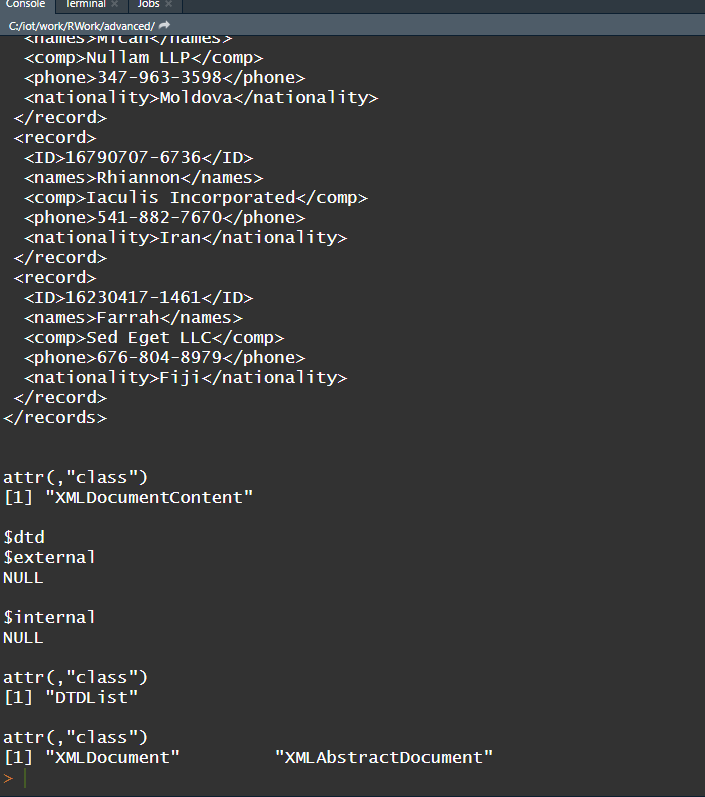 Console Terminal Jobs
C:/iot/work/RWork/advanced/
<names>Micah</names>
<comp>Nullam LLP</comp>
<phone>347-963-3598</phone>
<nationality>Moldova</nationality>
</record>
<record>
<ID>16790707-6736</ID>
<names>Rhiannon</names>
<comp>Iaculis Incorporated</comp>
<phone>541-882-7670</phone>
<nationality>Iran</nationality>
</record>
<record>
<ID>16230417-1461</ID>
<names>Farrah</names>
<comp>Sed Eget LLC</comp>
<phone>676-804-8979</phone>
<nationality>Fiji</nationality>
</record>
</records>
attr(,"class")
[1] "XMLDocumentContent"
$dtd
$external
NULL
$internal
NULL
attr(,"class")
[1] "DTDList"
attr(,"class")
[1] "XMLDocument" "XMLAbstractDocument"
>